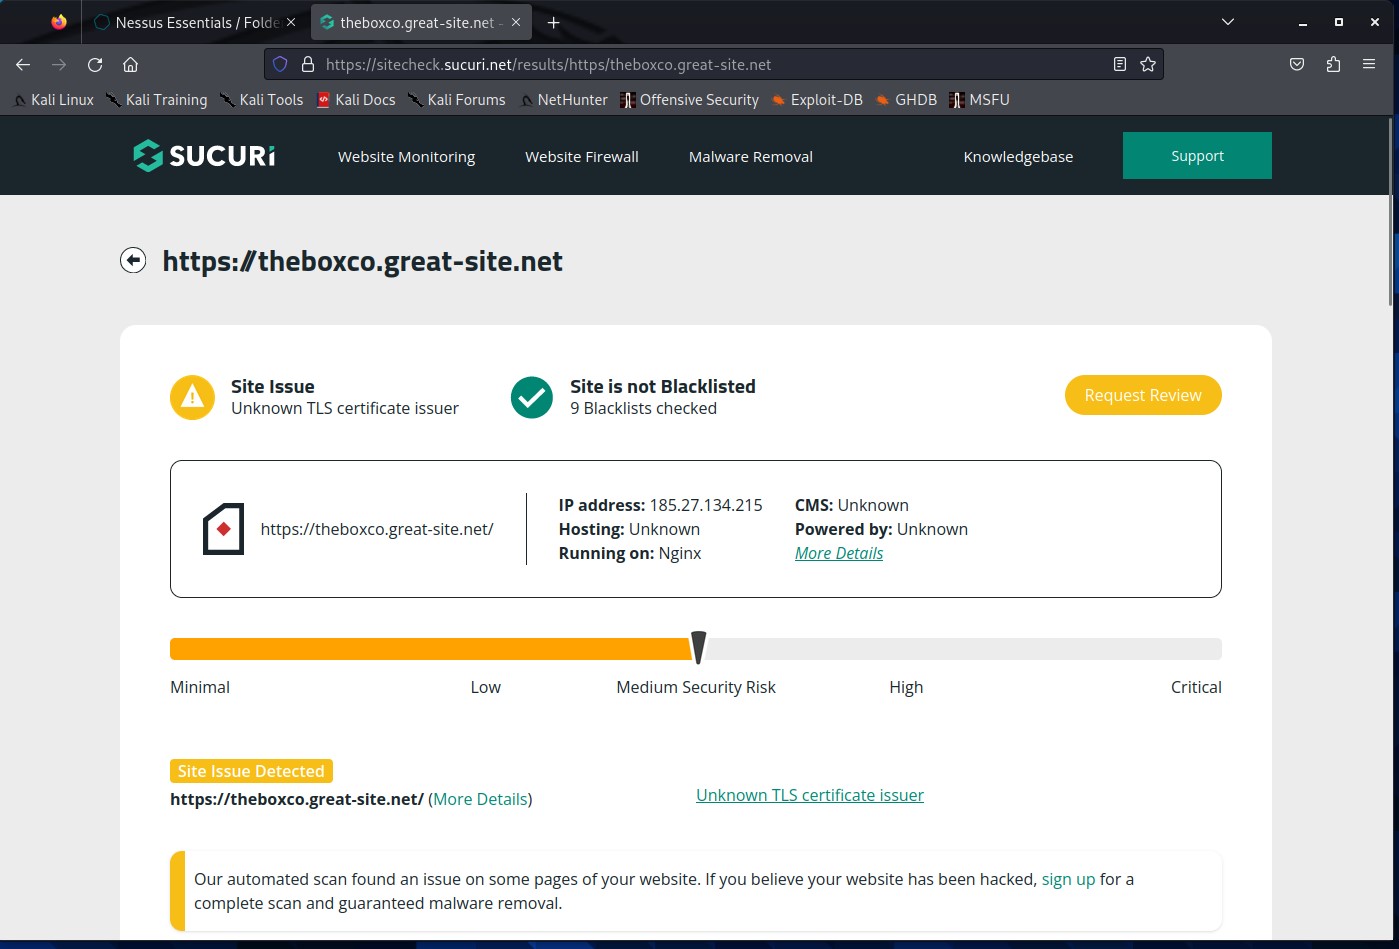 Nessus Essentials / Folde
theboxco.great-site.net -
https://sitecheck.sucuri.net/results/https/theboxco.great-site.net
Kali Linux Kali Training Kali Tools Kali Docs Kali Forums NetHunter Offensive Security Exploit-DB GHDB MSFU
SUCURi Website Monitoring Website Firewall Malware Removal Knowledgebase Support
https://theboxco.great-site.net
Site Issue
Unknown TLS certificate issuer
Site is not Blacklisted
9 Blacklists checked
Request Review
https://theboxco.great-site.net/
IP address: 185.27.134.215
Hosting: Unknown
Running on: Nginx
CMS: Unknown
Powered by: Unknown
More Details
Minimal Low Medium Security Risk High Critical
Site Issue Detected
https://theboxco.great-site.net/ (More Details)
Unknown TLS certificate issuer
Our automated scan found an issue on some pages of your website. If you believe your website has been hacked, sign up for a
complete scan and guaranteed malware removal.